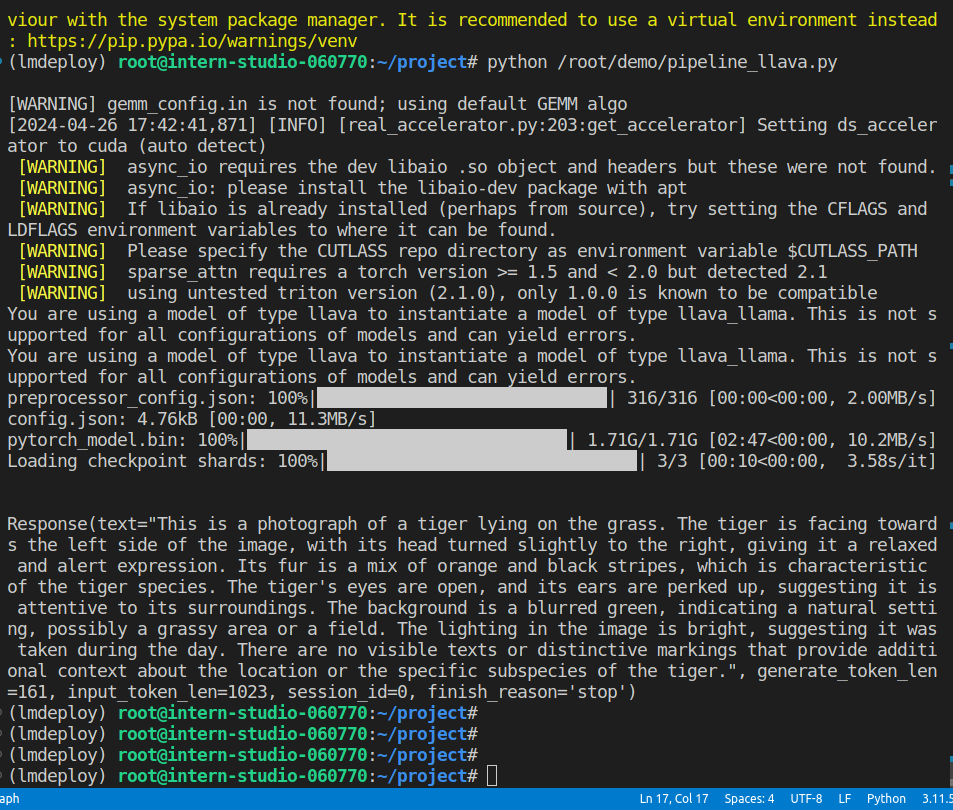 viour with the system package manager. It is recommended to use a virtual environment instead
: https://pip.pypa.io/warnings/venv
(lmdeploy) root@intern-studio-060770:~/project# python /root/demo/pipeline_llava.py
[WARNING] gemm_config.in is not found; using default GEMM algo
[2024-04-26 17:42:41,871] [INFO] [real_accelerator.py:203:get_accelerator] Setting ds_acceler
ator to cuda (auto detect)
[WARNING]  async_io requires the dev libaio .so object and headers but these were not found.
[WARNING]  async_io: please install the libaio-dev package with apt
[WARNING]  If libaio is already installed (perhaps from source), try setting the CFLAGS and
LDFLAGS environment variables to where it can be found.
[WARNING]  Please specify the CUTLASS repo directory as environment variable $CUTLASS_PATH
[WARNING]  sparse_attn requires a torch version >= 1.5 and < 2.0 but detected 2.1
[WARNING]  using untested triton version (2.1.0), only 1.0.0 is known to be compatible
You are using a model of type llava to instantiate a model of type llava_llama. This is not s
upported for all configurations of models and can yield errors.
You are using a model of type llava to instantiate a model of type llava_llama. This is not s
upported for all configurations of models and can yield errors.
preprocessor_config.json: 100%| | 316/316 [00:00<00:00, 2.00MB/s]
config.json: 4.76kB [00:00, 11.3MB/s]
pytorch_model.bin: 100%| | 1.71G/1.71G [02:47<00:00, 10.2MB/s]
Loading checkpoint shards: 100%| | 3/3 [00:10<00:00,  3.58s/it]
Response(text="This is a photograph of a tiger lying on the grass. The tiger is facing toward
s the left side of the image, with its head turned slightly to the right, giving it a relaxed
 and alert expression. Its fur is a mix of orange and black stripes, which is characteristic
of the tiger species. The tiger's eyes are open, and its ears are perked up, suggesting it is
 attentive to its surroundings. The background is a blurred green, indicating a natural setti
ng, possibly a grassy area or a field. The lighting in the image is bright, suggesting it was
 taken during the day. There are no visible texts or distinctive markings that provide additi
onal context about the location or the specific subspecies of the tiger.", generate_token_len
=161, input_token_len=1023, session_id=0, finish_reason='stop')
(lmdeploy) root@intern-studio-060770:~/project#
(lmdeploy) root@intern-studio-060770:~/project#
(lmdeploy) root@intern-studio-060770:~/project#
(lmdeploy) root@intern-studio-060770:~/project#
aph Ln 17, Col 17 Spaces: 4 UTF-8 LF Python 3.11.5